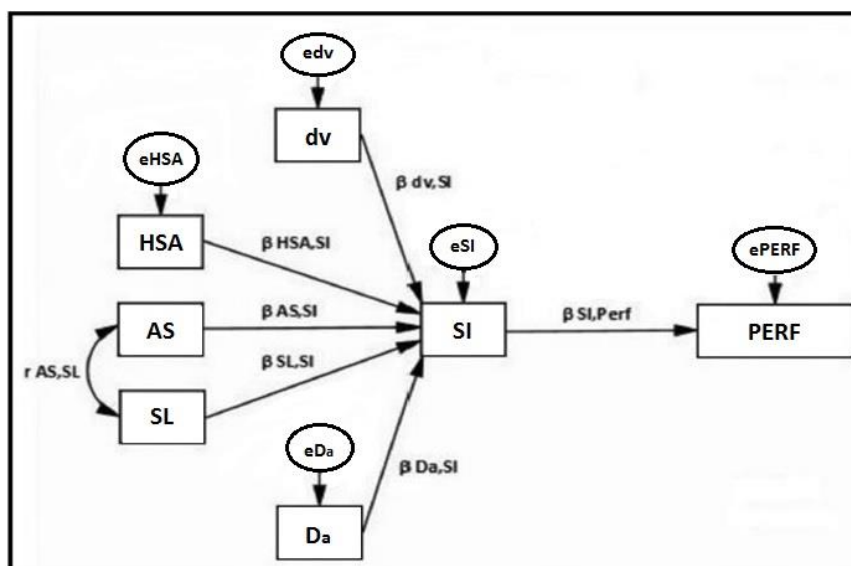 edv
dv
β dv,SI
eHSA
HSA
β HSA,SI
eSI
ePERF
AS
β AS,SI
SI
β SI,Perf
PERF
r AS,SL
β SL,SI
SL
eDa
β Da,SI
Da